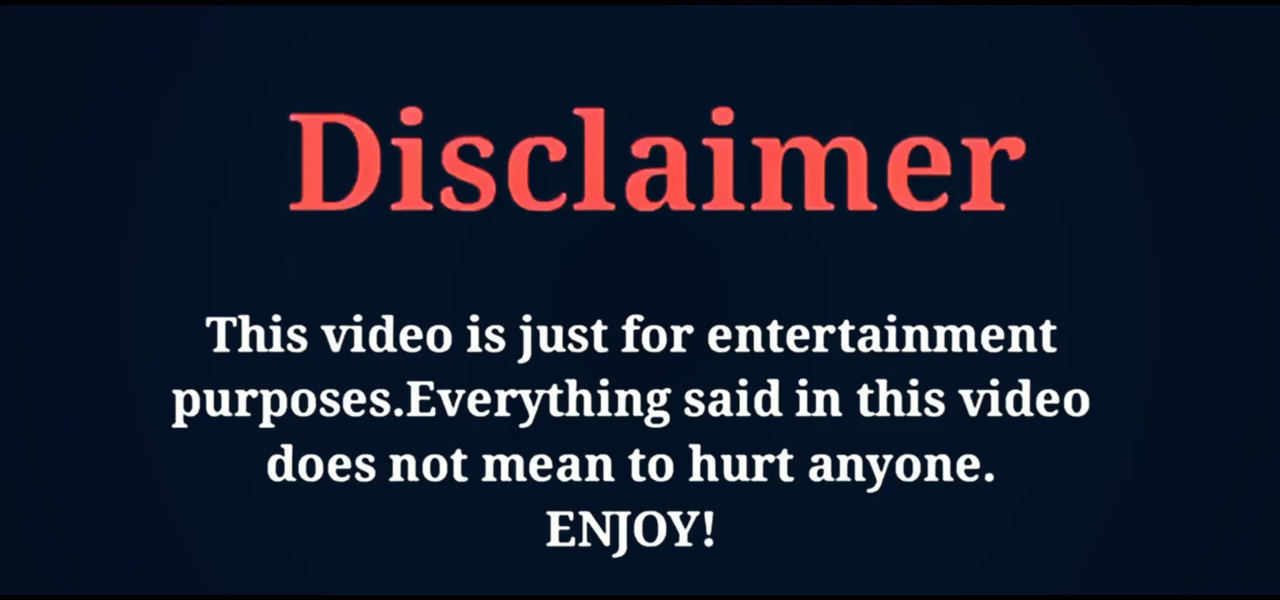 Disclaimer
This video is just for entertainment
purposes.Everything said in this video
does not mean to hurt anyone.
ENJOY!